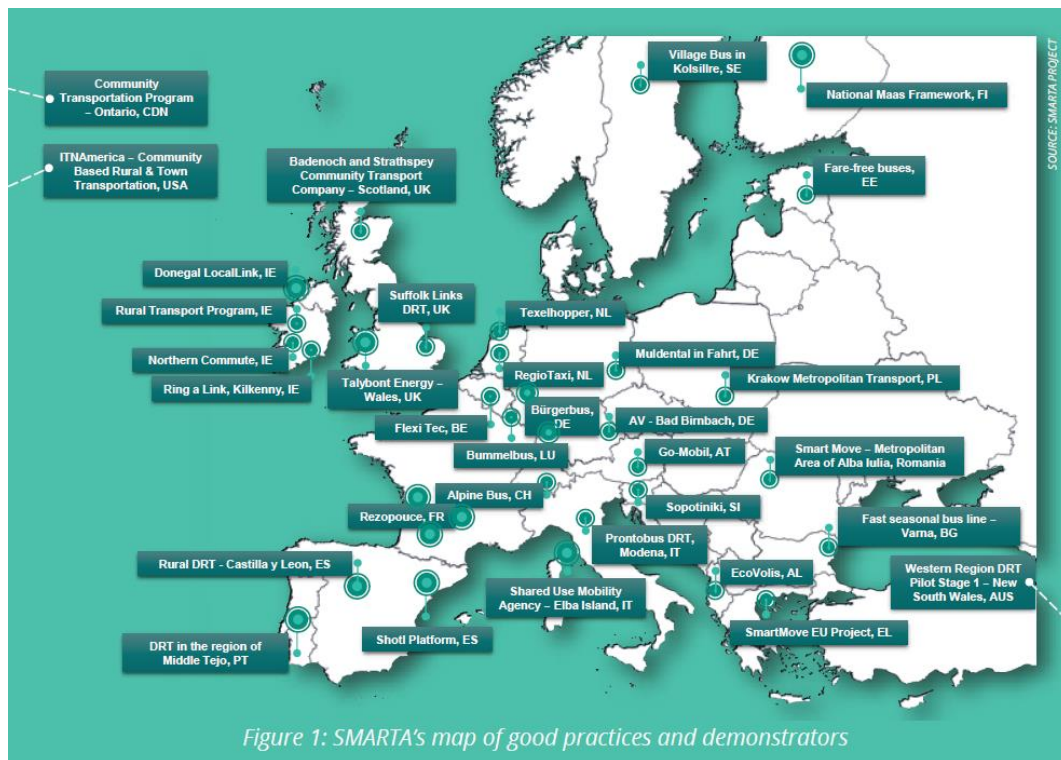 SOURCE: SMARTA PROJECT
Community
Transportation Program
– Ontario, CDN
ITNAmerica – Community
Based Rural & Town
Transportation, USA
Village Bus in
Kolsillre, SE
National Maas Framework, FI
Badenoch and Strathspey
Community Transport
Company – Scotland, UK
Fare-free buses,
EE
Donegal LocalLink, IE
Rural Transport Program, IE
Northern Commute, IE
Ring a Link, Kilkenny, IE
Suffolk Links
DRT, UK
Talybont Energy –
Wales, UK
Texelhopper, NL
RegioTaxi, NL
Muldental in Fahrt, DE
Krakow Metropolitan Transport, PL
Flexi Tec, BE
Bürgerbus,
DE
AV - Bad Birnbach, DE
Bummelbus, LU
Go-Mobil, AT
Smart Move – Metropolitan
Area of Alba Iulia, Romania
Alpine Bus, CH
Sopotiniki, SI
Rezopouce, FR
Prontobus DRT,
Modena, IT
Fast seasonal bus line –
Varna, BG
Rural DRT - Castilla y Leon, ES
EcoVolis, AL
Western Region DRT
Pilot Stage 1 – New
South Wales, AUS
Shared Use Mobility
Agency – Elba Island, IT
Shotl Platform, ES
SmartMove EU Project, EL
DRT in the region of
Middle Tejo, PT
Figure 1: SMARTA's map of good practices and demonstrators